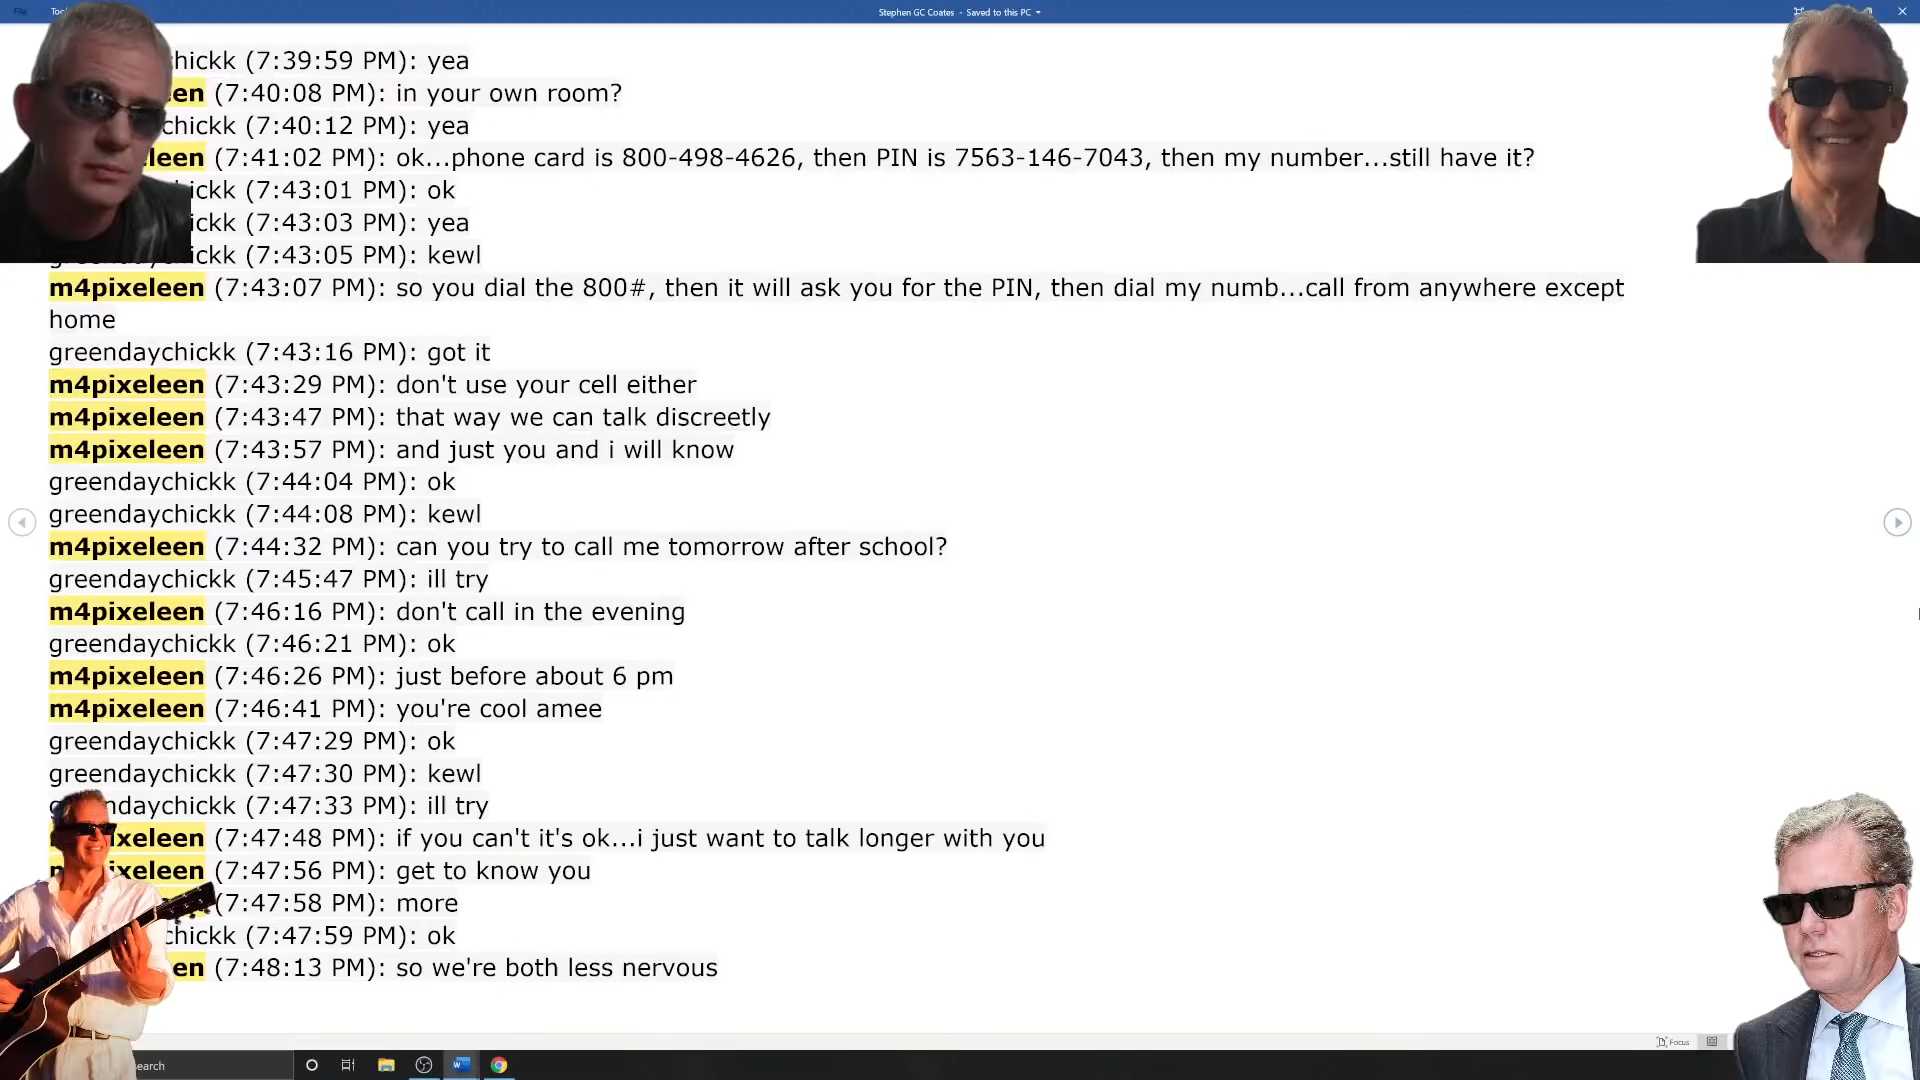 File
Stephen GC Coates - Saved to this PC
chickk (7:39:59 PM): yea
een (7:40:08 PM): in your own room?
chickk (7:40:12 PM): yea
leen (7:41:02 PM): ok...phone card is 800-498-4626, then PIN is 7563-146-7043, then my number...still have it?
ickk (7:43:01 PM): ok
ickk (7:43:03 PM): yea
ickk (7:43:05 PM): kewl
m4pixeleen (7:43:07 PM): so you dial the 800#, then it will ask you for the PIN, then dial my numb...call from anywhere except
home
greendaychickk (7:43:16 PM): got it
m4pixeleen (7:43:29 PM): don't use your cell either
m4pixeleen (7:43:47 PM): that way we can talk discreetly
m4pixeleen (7:43:57 PM): and just you and i will know
greendaychickk (7:44:04 PM): ok
greendaychickk (7:44:08 PM): kewl
m4pixeleen (7:44:32 PM): can you try to call me tomorrow after school?
greendaychickk (7:45:47 PM): ill try
m4pixeleen (7:46:16 PM): don't call in the evening
greendaychickk (7:46:21 PM): ok
m4pixeleen (7:46:26 PM): just before about 6 pm
m4pixeleen (7:46:41 PM): you're cool amee
greendaychickk (7:47:29 PM): ok
greendaychickk (7:47:30 PM): kewl
ndaychickk (7:47:33 PM): ill try
ixeleen (7:47:48 PM): if you can't it's ok...i just want to talk longer with you
ixeleen (7:47:56 PM): get to know you
(7:47:58 PM): more
chickk (7:47:59 PM): ok
en (7:48:13 PM): so we're both less nervous
Focus
search